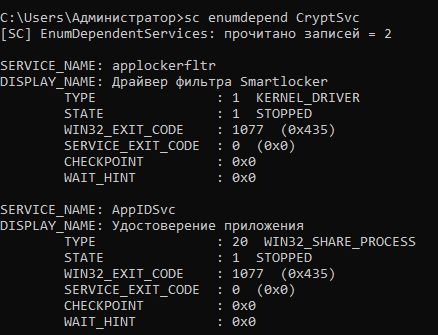 C:\Users\Администратор>sc enumdepend CryptSvc
[SC] EnumDependentServices: прочитано записей = 2
SERVICE_NAME: applockerfltr
DISPLAY_NAME: Драйвер фильтра Smartlocker
TYPE : 1 KERNEL_DRIVER
STATE : 1 STOPPED
WIN32_EXIT_CODE : 1077 (0x435)
SERVICE_EXIT_CODE : 0 (0x0)
CHECKPOINT : 0x0
WAIT_HINT : 0x0
SERVICE_NAME: AppIDSvc
DISPLAY_NAME: Удостоверение приложения
TYPE : 20 WIN32_SHARE_PROCESS
STATE : 1 STOPPED
WIN32_EXIT_CODE : 1077 (0x435)
SERVICE_EXIT_CODE : 0 (0x0)
CHECKPOINT : 0x0
WAIT_HINT : 0x0